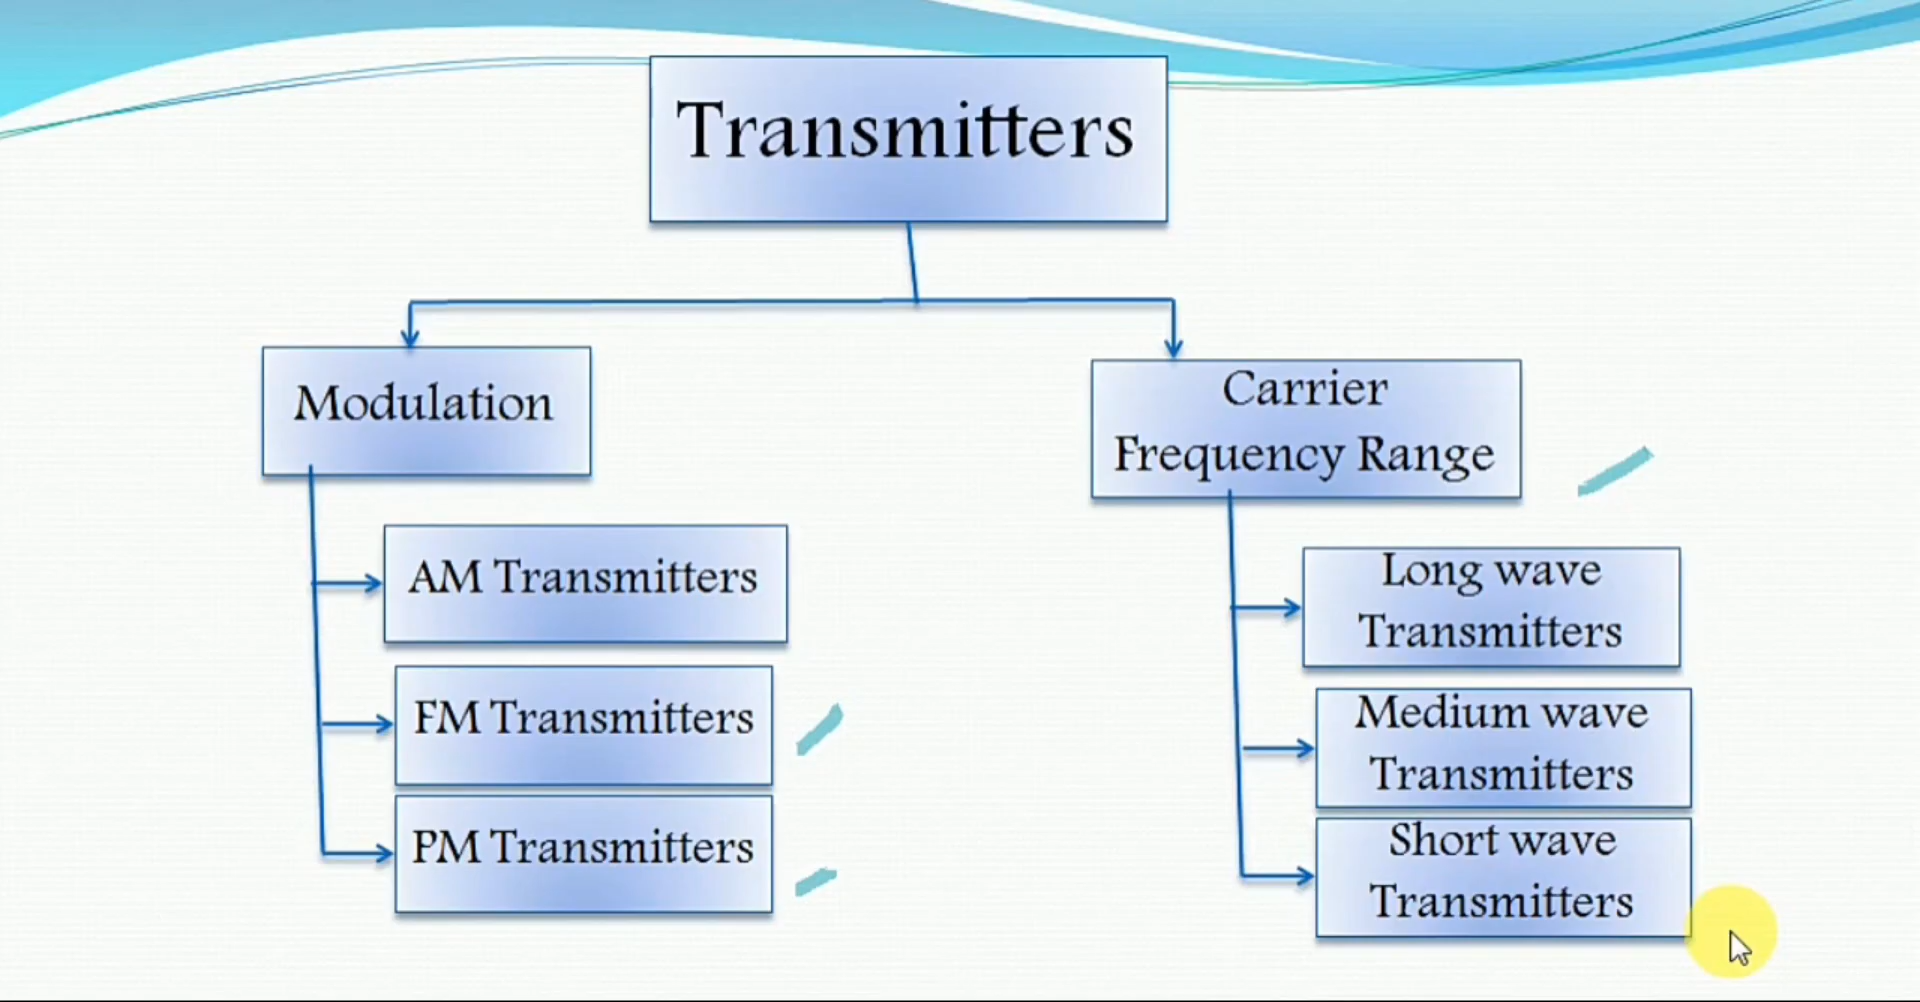 Transmitters
Modulation
AM Transmitters
FM Transmitters
PM Transmitters
Carrier
Frequency Range
Long wave
Transmitters
Medium wave
Transmitters
Short wave
Transmitters